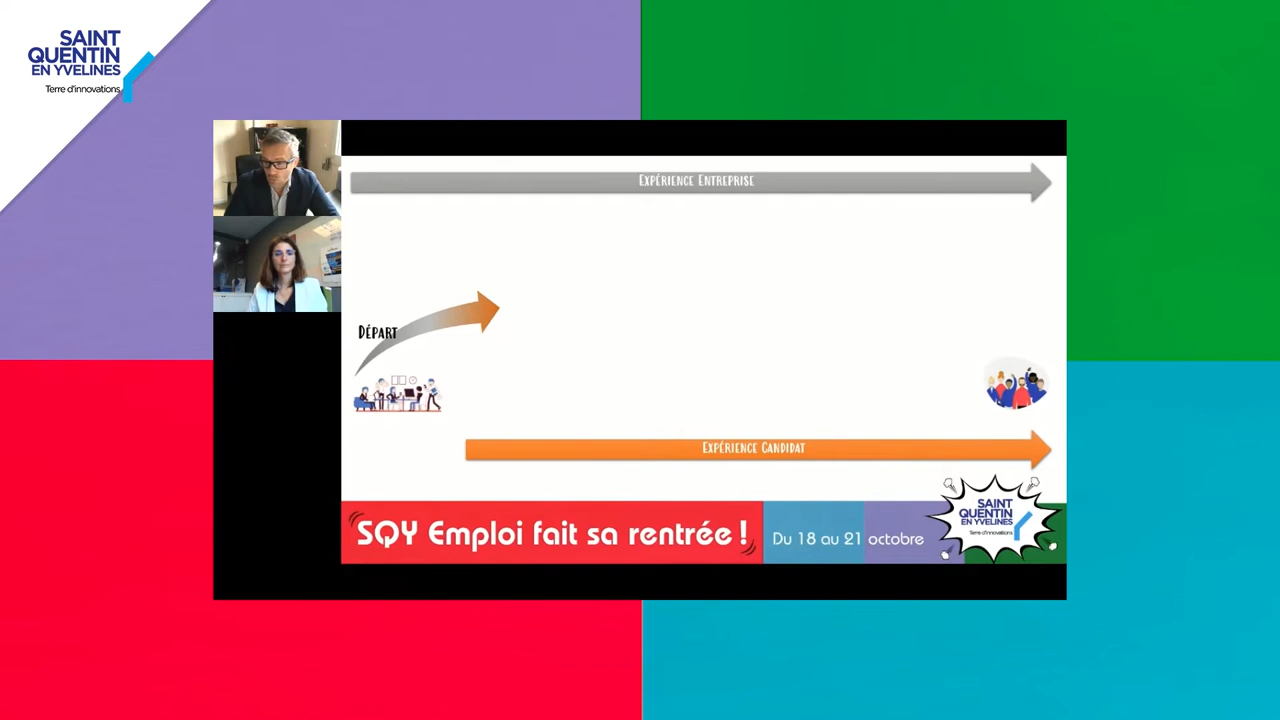 SAINT
QUENTIN
EN YVELINES
Terre d'innovations
EXPÉRIENCE ENTREPRISE
DÉPART
EXPÉRIENCE CANDIDAT
SQY Emploi fait sa rentrée !
Du 18 au 21 octobre
SAINT
QUENTIN
EN YVELINES
Terre d'innovations